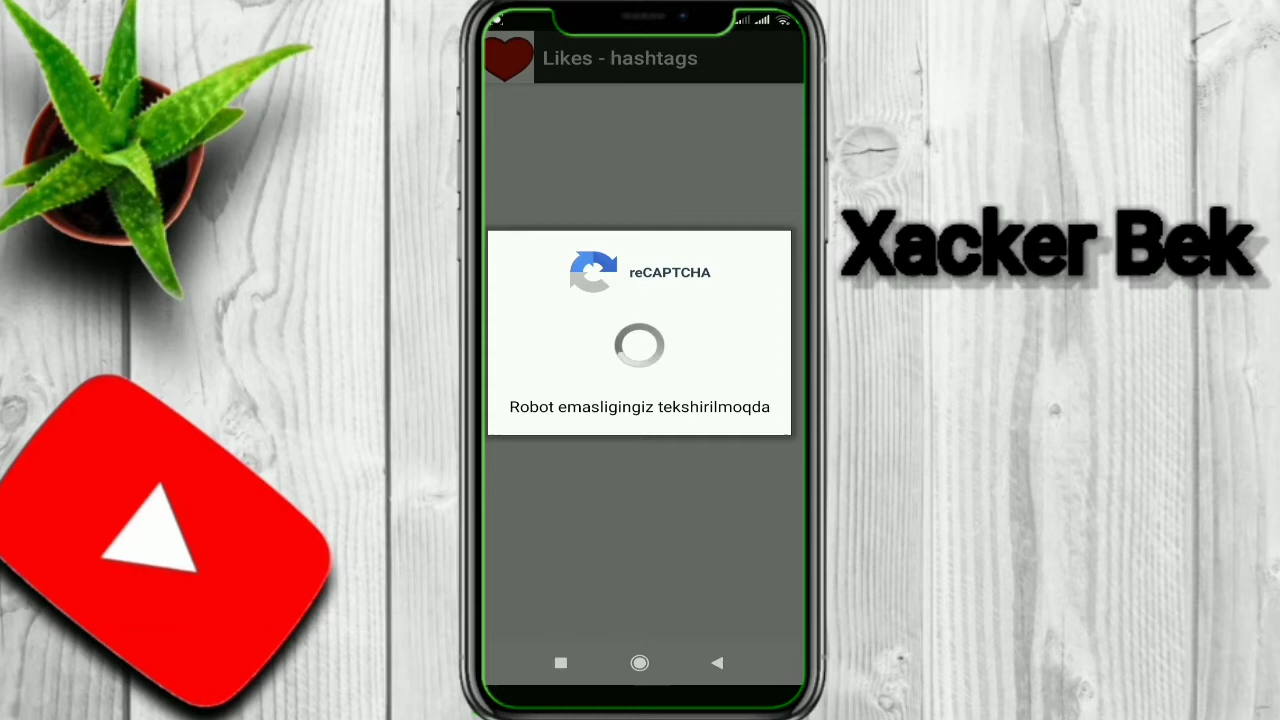 Likes - hashtags
reCAPTCHA
Robot emasligingiz tekshirilmoqda
Xacker Bek